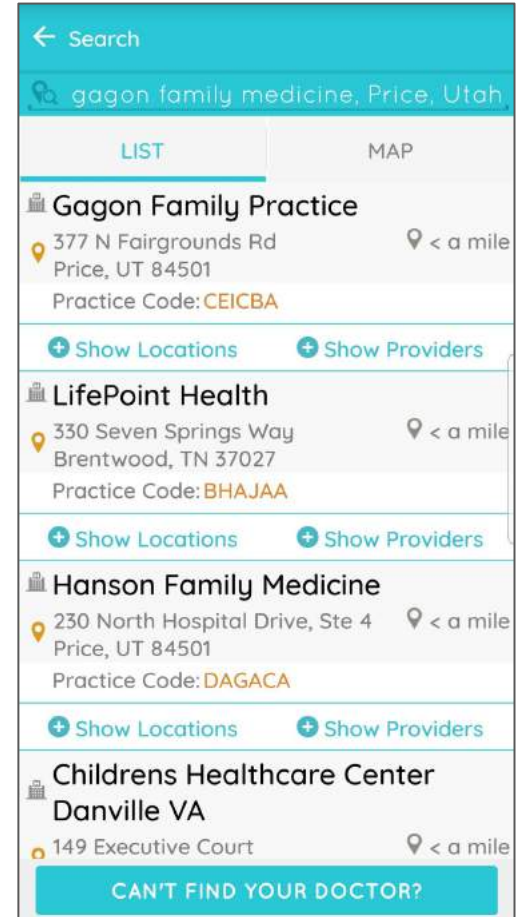 ← Search
gagon family medicine, Price, Utah
LIST MAP
Gagon Family Practice
377 N Fairgrounds Rd < a mile
Price, UT 84501
Practice Code: CEICBA
Show Locations Show Providers
LifePoint Health
330 Seven Springs Way < a mile
Brentwood, TN 37027
Practice Code: BHAJAA
Show Locations Show Providers
Hanson Family Medicine
230 North Hospital Drive, Ste 4 < a mile
Price, UT 84501
Practice Code: DAGACA
Show Locations Show Providers
Childrens Healthcare Center
Danville VA
149 Executive Court < a mile
CAN'T FIND YOUR DOCTOR?